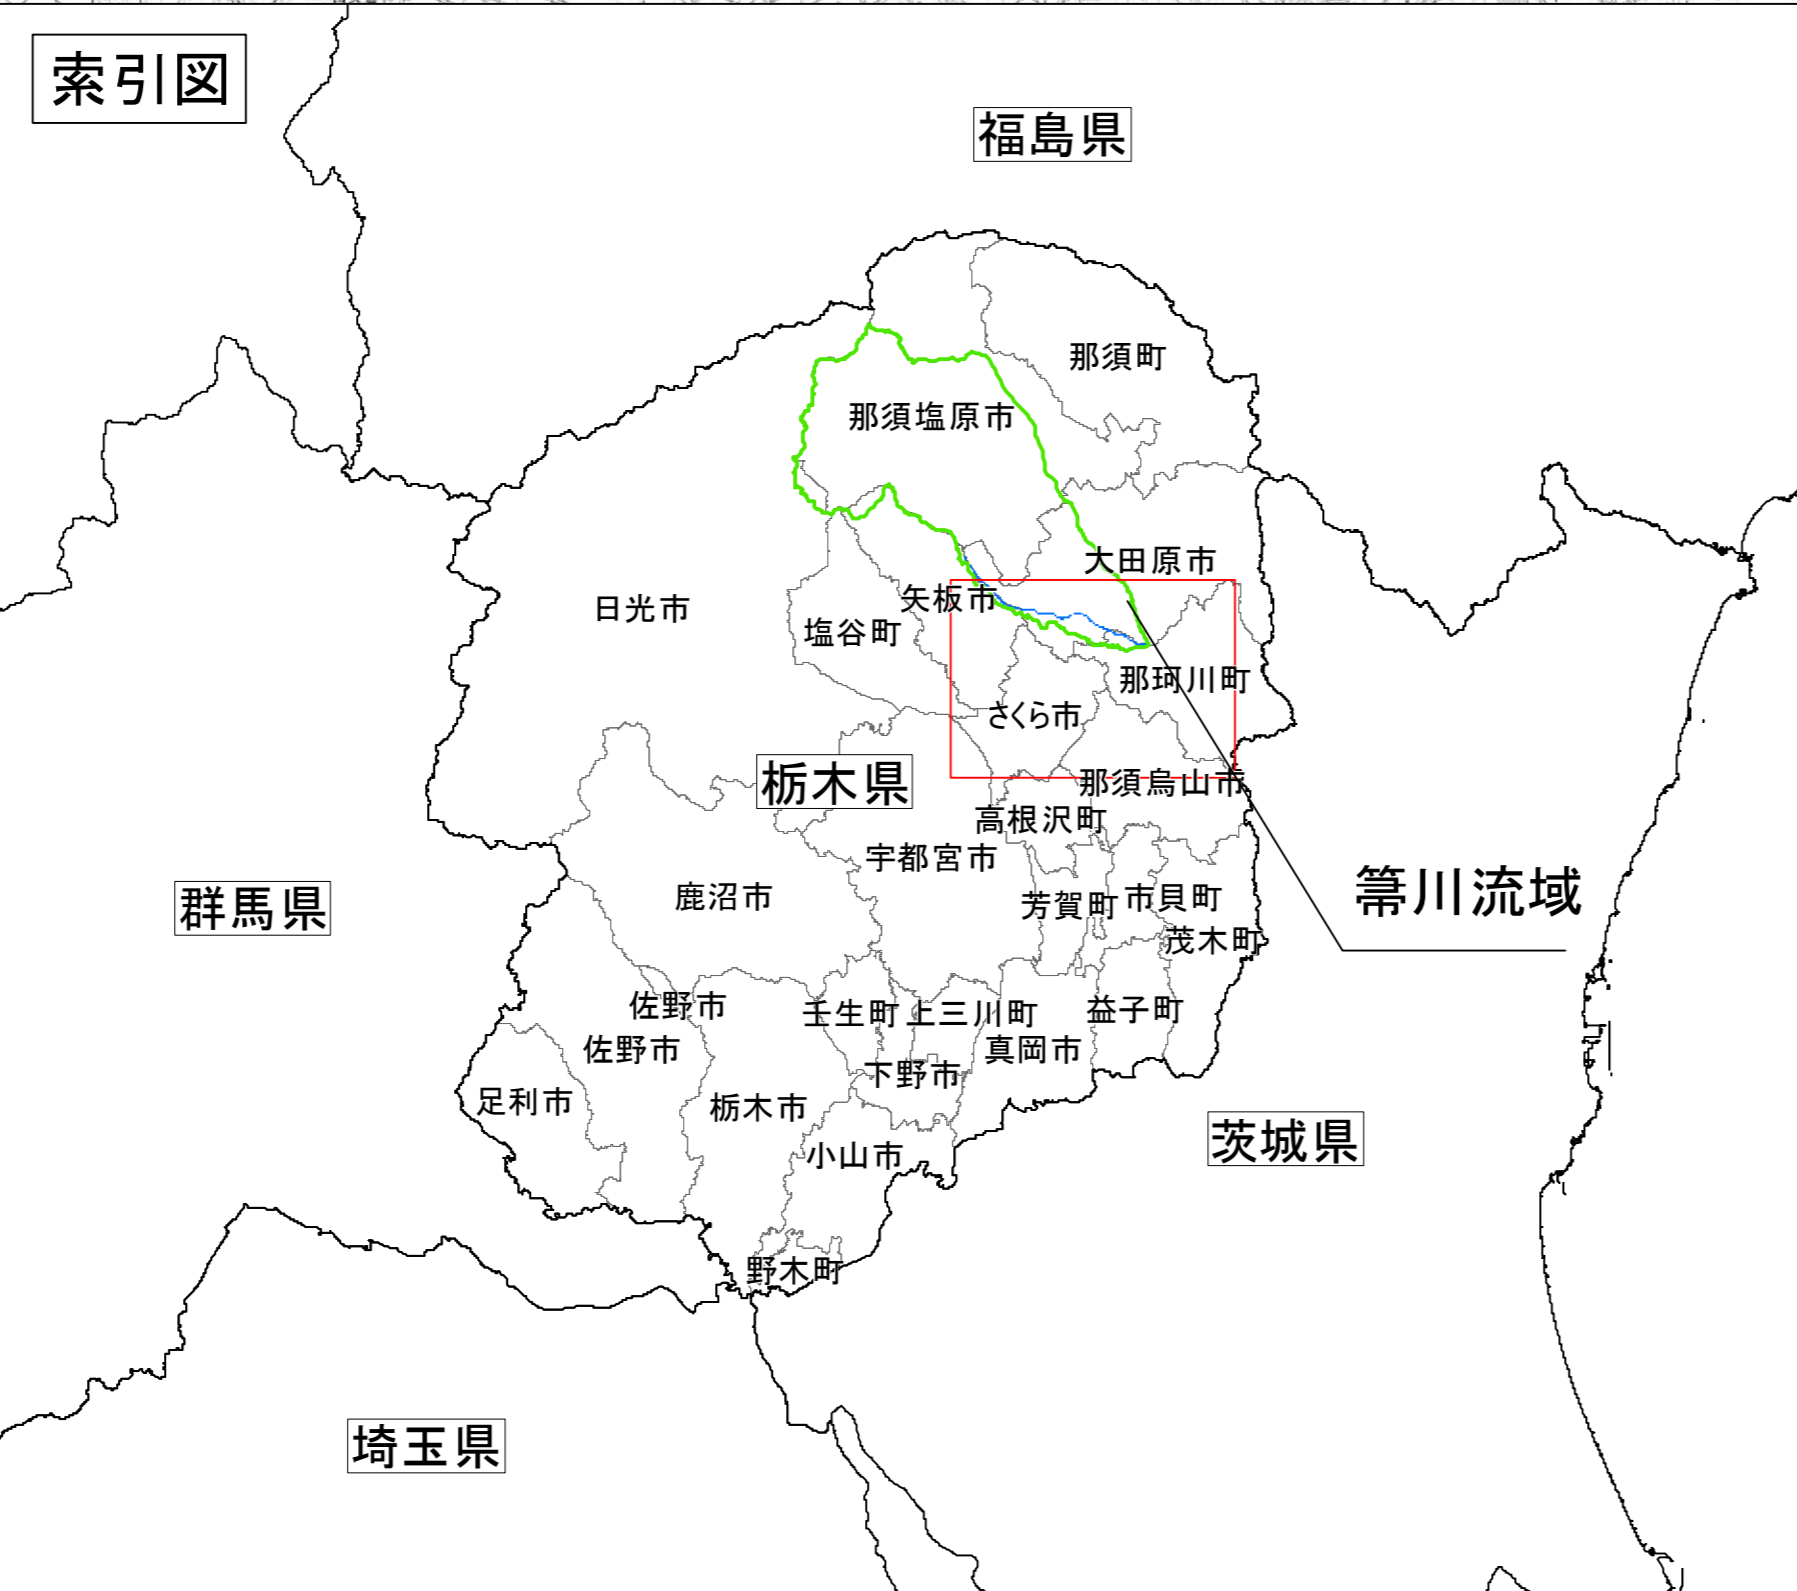 索引図
福島県
那須町
那須塩原市
大田原市
矢板市
日光市
塩谷町
那珂川町
さくら市
栃木県
那須烏山市
高根沢町
宇都宮市
箒川流域
鹿沼市
芳賀町
市貝町
群馬県
茂木町
佐野市
壬生町
上三川町
益子町
佐野市
真岡市
下野市
足利市
栃木市
茨城県
小山市
野木町
埼玉県